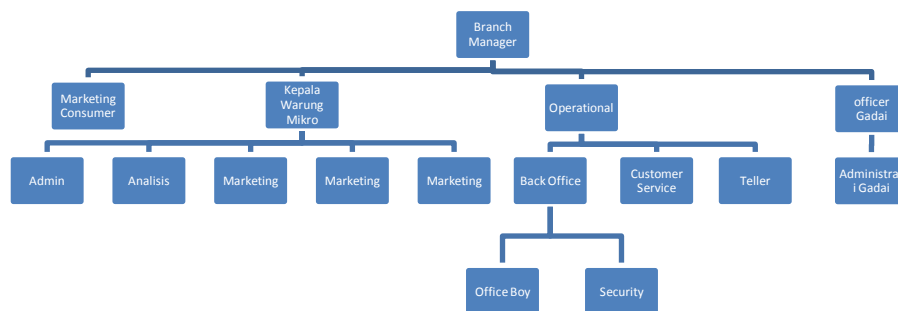 Branch
Manager
Marketing
Consumer
Kepala
Warung
Mikro
Operational
officer
Gadai
Admin
Analisis
Marketing
Marketing
Marketing
Back Office
Customer
Service
Teller
Administra
i Gadai
Office Boy
Security